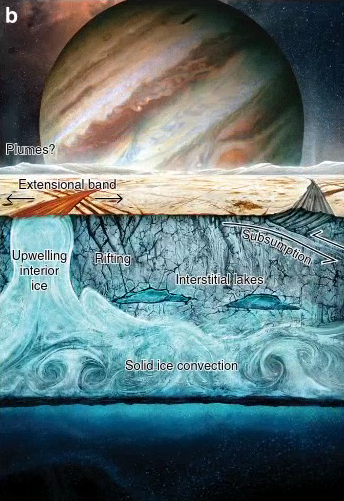 b
Plumes?
Extensional band
Upwelling
interior
ice
Rifting
Subsumption
Interstitial lakes
Solid ice convection